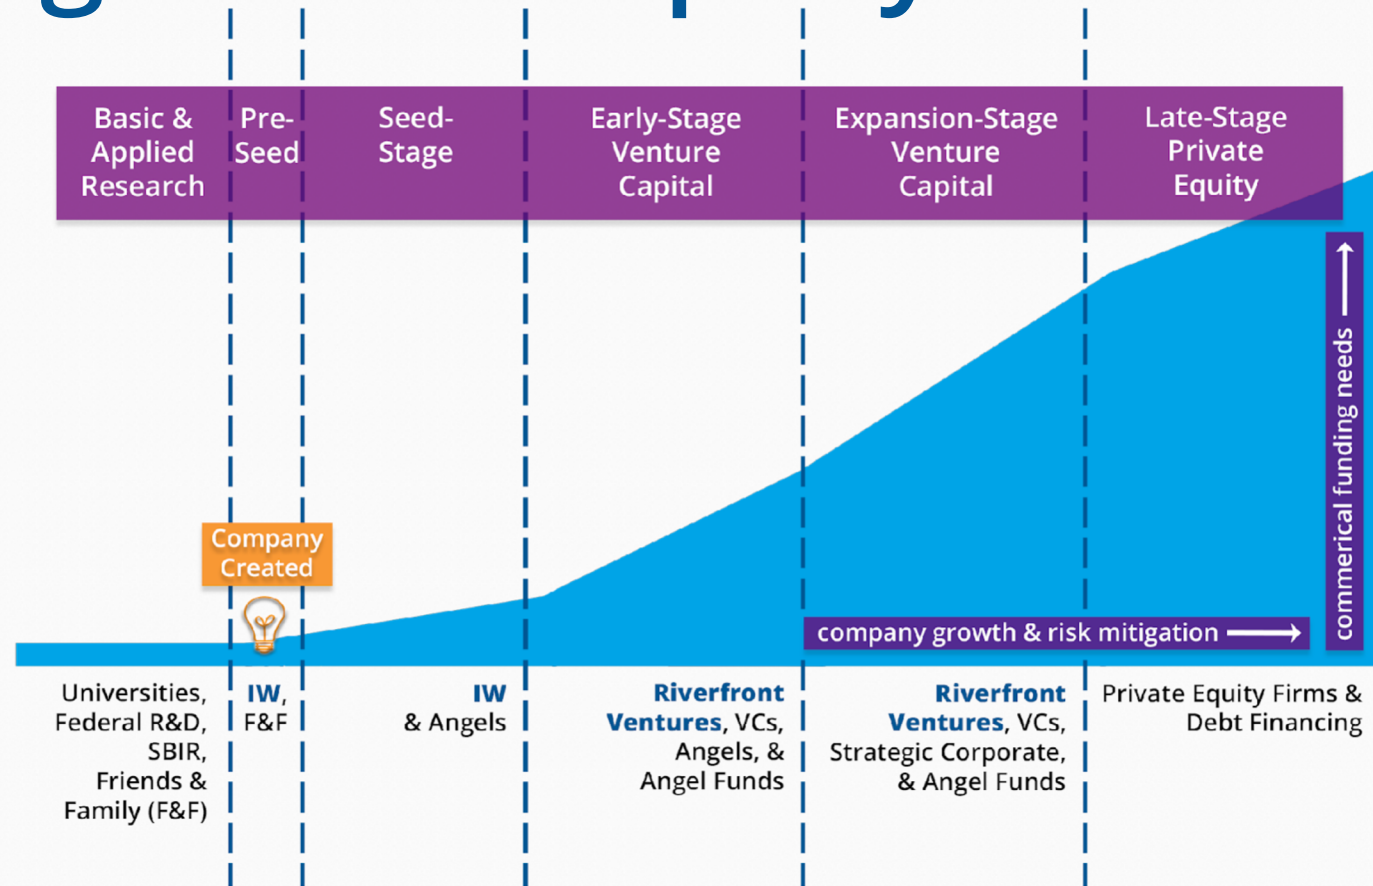 Basic &
Applied
Research
Pre-
Seed
Seed-
Stage
Early-Stage
Venture
Capital
Expansion-Stage
Venture
Capital
Late-Stage
Private
Equity
commerical funding needs
Company
Created
company growth & risk mitigation
Universities,
Federal R&D,
SBIR,
Friends &
Family (F&F)
IW,
F&F
IW
& Angels
Riverfront
Ventures, VCs,
Angels, &
Angel Funds
Riverfront
Ventures, VCs,
Strategic Corporate,
& Angel Funds
Private Equity Firms &
Debt Financing